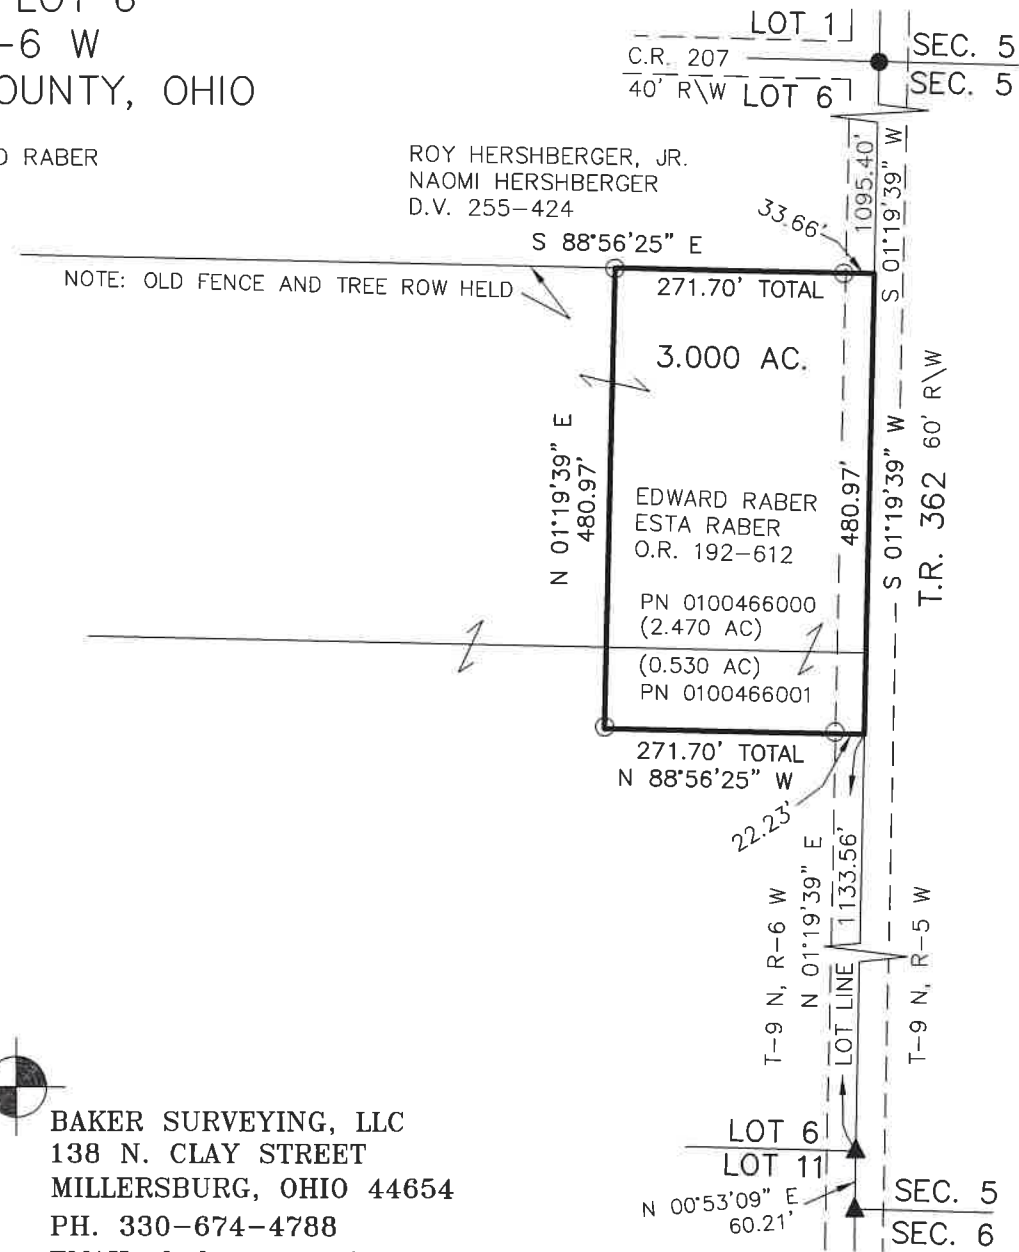 LOT 6
-6 W
OUNTY, OHIO
RABER
LOT 1
SEC. 5
C.R. 207
SEC. 5
40' R\W LOT 6
ROY HERSHBERGER, JR.
NAOMI HERSHBERGER
D.V. 255-424
33.66'
1095.40'
S 01°19'39" W
S 88°56'25" E
NOTE: OLD FENCE AND TREE ROW HELD
271.70' TOTAL
3.000 AC.
N 01°19'39" E
480.97'
480.97'
S 01°19'39" W
T.R. 362 60' R\W
EDWARD RABER
ESTA RABER
O.R. 192-612
PN 0100466000
(2.470 AC)
(0.530 AC)
PN 0100466001
271.70' TOTAL
N 88°56'25" W
22.23'
T-9 N, R-6 W
N 01°19'39" E
LOT LINE 1133.56'
T-9 N, R-5 W
BAKER SURVEYING, LLC
138 N. CLAY STREET
MILLERSBURG, OHIO 44654
PH. 330-674-4788
LOT 6
LOT 11
N 00°53'09" E
60.21'
SEC. 5
SEC. 6